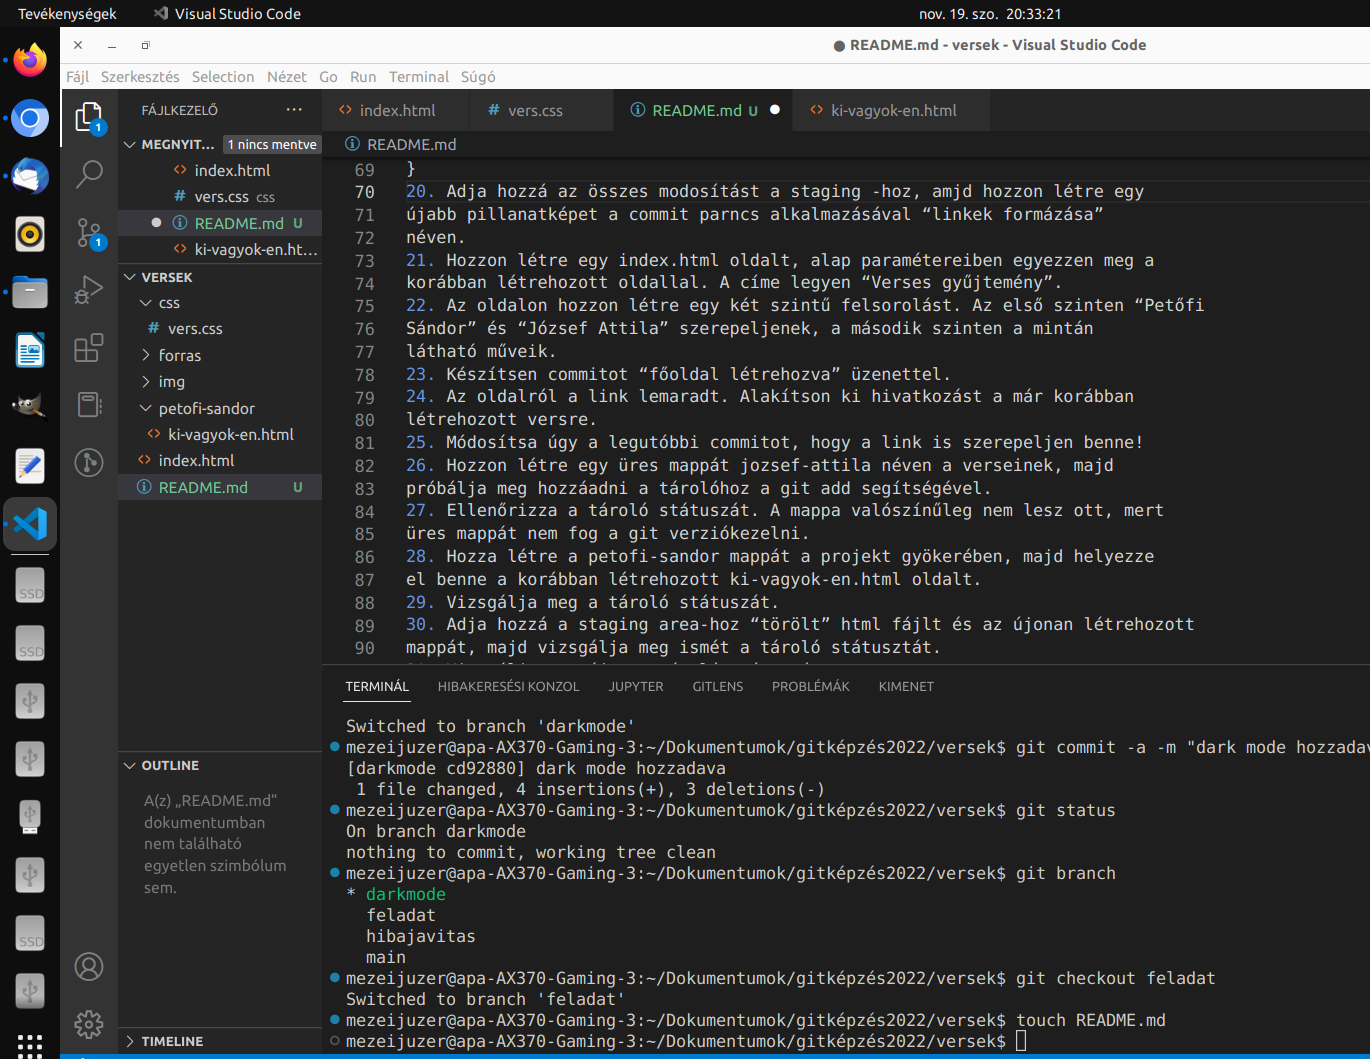 Tevékenységek
Visual Studio Code
nov. 19. szo. 20:33:21
README.md - versek - Visual Studio Code
Fájl Szerkesztés Selection Nézet Go Run Terminal Súgó
FÁJLKEZELŐ
index.html
# vers.css
README.md U
ki-vagyok-en.html
MEGNYIT...
1 nincs mentve
README.md
index.html
# vers.css css
README.md U
ki-vagyok-en.ht...
VERSEK
css
# vers.css
forras
img
petofi-sandor
ki-vagyok-en.html
index.html
README.md U
1
1
69 }
70 20. Adja hozzá az összes modosítást a staging -hoz, amjd hozzon létre egy
71 újabb pillanatképet a commit parncs alkalmazásával “linkek formázása”
72 néven.
73 21. Hozzon létre egy index.html oldalt, alap paramétereiben egyezzen meg a
74 korábban létrehozott oldallal. A címe legyen “Verses gyűjtemény”.
75 22. Az oldalon hozzon létre egy két szintű felsorolást. Az első szinten “Petőfi
76 Sándor” és “József Attila” szerepeljenek, a második szinten a mintán
77 látható műveik.
78 23. Készítsen commitot “főoldal létrehozva” üzenettel.
79 24. Az oldalról a link lemaradt. Alakítson ki hivatkozást a már korábban
80 létrehozott versre.
81 25. Módosítsa úgy a legutóbbi commitot, hogy a link is szerepeljen benne!
82 26. Hozzon létre egy üres mappát jozsef-attila néven a verseinek, majd
83 próbálja meg hozzáadni a tárolóhoz a git add segítségével.
84 27. Ellenőrizza a tároló státuszát. A mappa valószínűleg nem lesz ott, mert
85 üres mappát nem fog a git verziókezelni.
86 28. Hozza létre a petofi-sandor mappát a projekt gyökerében, majd helyezze
87 el benne a korábban létrehozott ki-vagyok-en.html oldalt.
88 29. Vizsgálja meg a tároló státuszát.
89 30. Adja hozzá a staging area-hoz “törölt” html fájlt és az újonan létrehozott
90 mappát, majd vizsgálja meg ismét a tároló státusztát.
TERMINÁL HIBAKERESÉSI KONZOL JUPYTER GITLENS PROBLÉMÁK KIMENET
Switched to branch 'darkmode'
mezeijuzer@apa-AX370-Gaming-3:~/Dokumentumok/gitképzés2022/versek$ git commit -a -m "dark mode hozzadav
[darkmode cd92880] dark mode hozzadava
1 file changed, 4 insertions(+), 3 deletions(-)
mezeijuzer@apa-AX370-Gaming-3:~/Dokumentumok/gitképzés2022/versek$ git status
On branch darkmode
nothing to commit, working tree clean
mezeijuzer@apa-AX370-Gaming-3:~/Dokumentumok/gitképzés2022/versek$ git branch
* darkmode
feladat
hibajavitas
main
mezeijuzer@apa-AX370-Gaming-3:~/Dokumentumok/gitképzés2022/versek$ git checkout feladat
Switched to branch 'feladat'
mezeijuzer@apa-AX370-Gaming-3:~/Dokumentumok/gitképzés2022/versek$ touch README.md
mezeijuzer@apa-AX370-Gaming-3:~/Dokumentumok/gitképzés2022/versek$
OUTLINE
A(z) „README.md”
dokumentumban
nem található
egyetlen szimbólum
sem.
TIMELINE
SSD
SSD
SSD